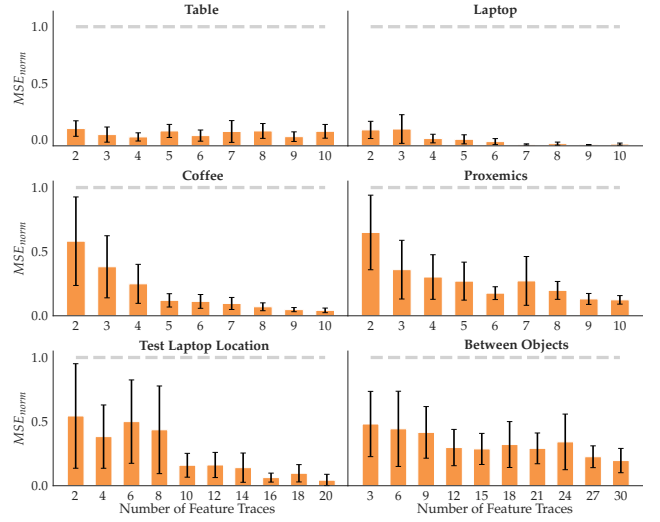 Table
Laptop
MSE_norm
1.0
0.5
0.0
2 3 4 5 6 7 8 9 10
2 3 4 5 6 7 8 9 10
Coffee
Proxemics
MSE_norm
1.0
0.5
0.0
2 3 4 5 6 7 8 9 10
2 3 4 5 6 7 8 9 10
Test Laptop Location
Between Objects
MSE_norm
1.0
0.5
0.0
2 4 6 8 10 12 14 16 18 20
3 6 9 12 15 18 21 24 27 30
Number of Feature Traces
Number of Feature Traces